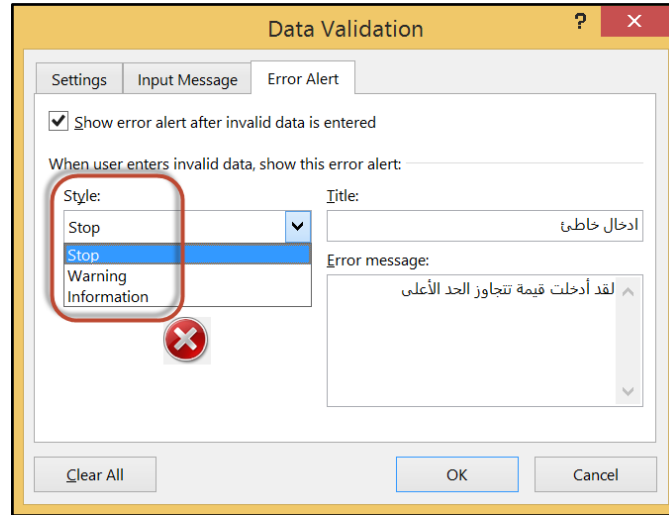 Data Validation
?
Settings
Input Message
Error Alert
Show error alert after invalid data is entered
When user enters invalid data, show this error alert:
Style:
Title:
Stop
ادخال خاطئ
Stop
Warning
Information
Error message:
لقد أدخلت قيمة تتجاوز الحد الأعلى
Clear All
OK
Cancel